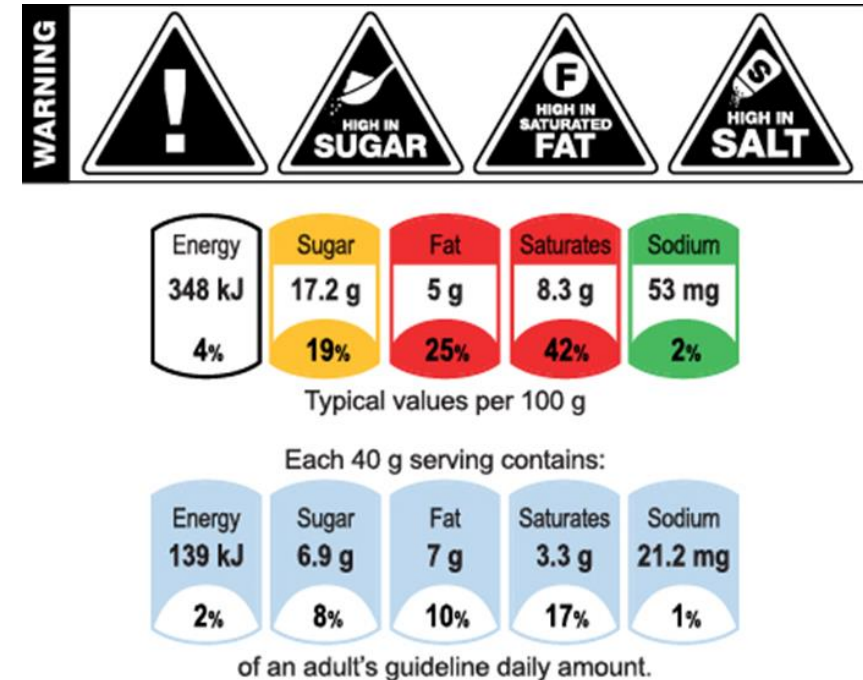 WARNING
!
HIGH IN
SUGAR
F
HIGH IN
SATURATED
FAT
S
HIGH IN
SALT
Energy Sugar Fat Saturates Sodium
348 kJ 17.2 g 5 g 8.3 g 53 mg
4% 19% 25% 42% 2%
Typical values per 100 g
Each 40 g serving contains:
Energy Sugar Fat Saturates Sodium
139 kJ 6.9 g 7 g 3.3 g 21.2 mg
2% 8% 10% 17% 1%
of an adult's guideline daily amount.